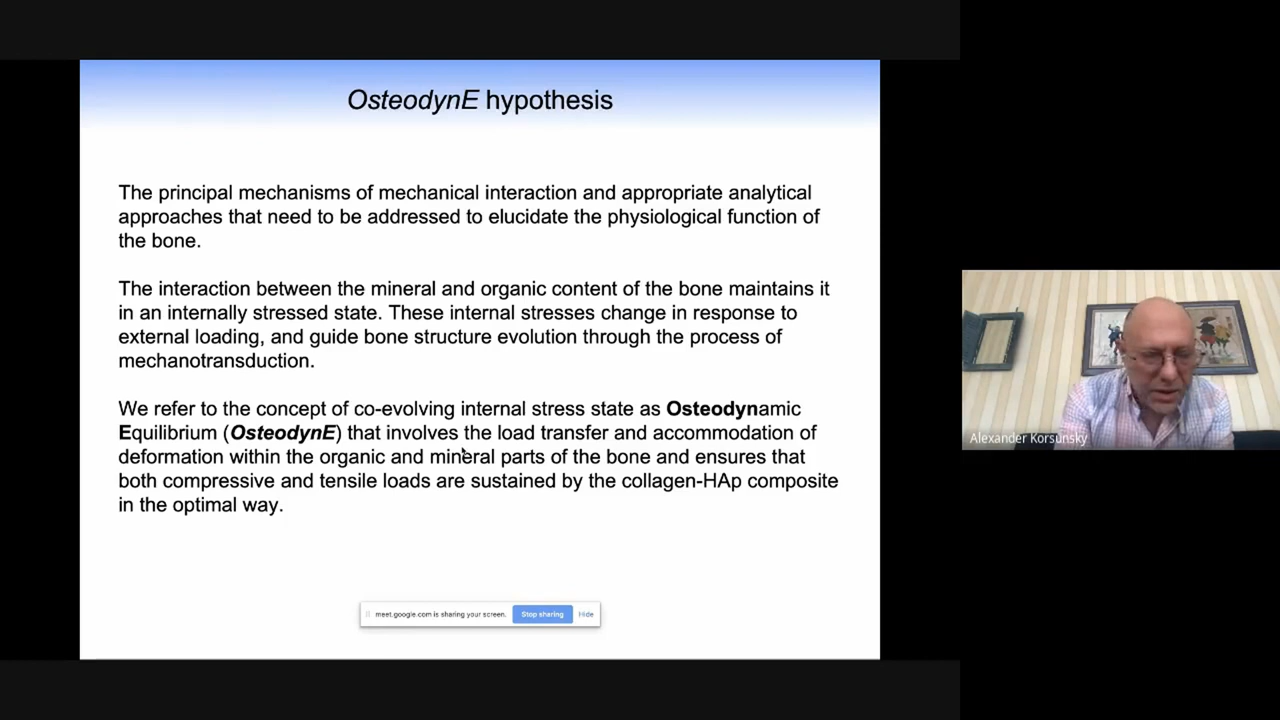 OsteodynE hypothesis
The principal mechanisms of mechanical interaction and appropriate analytical
approaches that need to be addressed to elucidate the physiological function of
the bone.
The interaction between the mineral and organic content of the bone maintains it
in an internally stressed state. These internal stresses change in response to
external loading, and guide bone structure evolution through the process of
mechanotransduction.
We refer to the concept of co-evolving internal stress state as Osteodynamic
Equilibrium (OsteodynE) that involves the load transfer and accommodation of
deformation within the organic and mineral parts of the bone and ensures that
both compressive and tensile loads are sustained by the collagen-HAp composite
in the optimal way.
meet.google.com is sharing your screen. Stop sharing Hide
Alexander Korsunsky